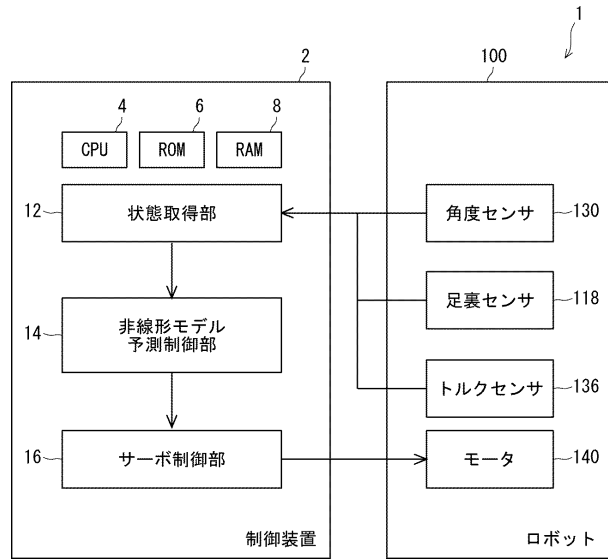 1
2
100
4
6
8
CPU
ROM
RAM
12
状態取得部
角度センサ
130
足裏センサ
118
14
非線形モデル
予測制御部
トルクセンサ
136
16
サーボ制御部
モータ
140
制御装置
ロボット